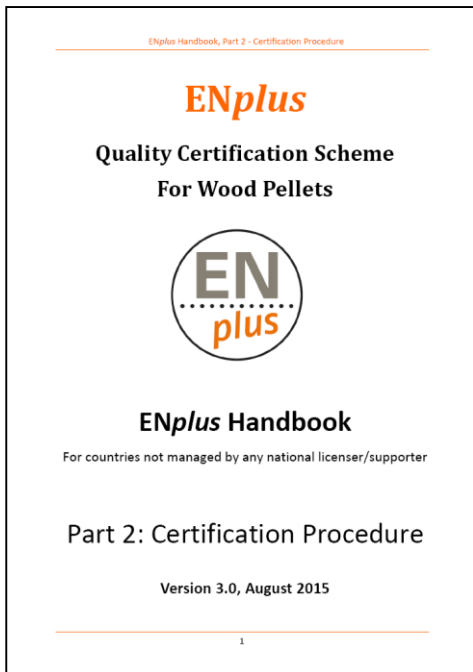 ENplus Handbook, Part 2 - Certification Procedure
ENplus
Quality Certification Scheme
For Wood Pellets
EN
plus
ENplus Handbook
For countries not managed by any national licenser/supporter
Part 2: Certification Procedure
Version 3.0, August 2015
1